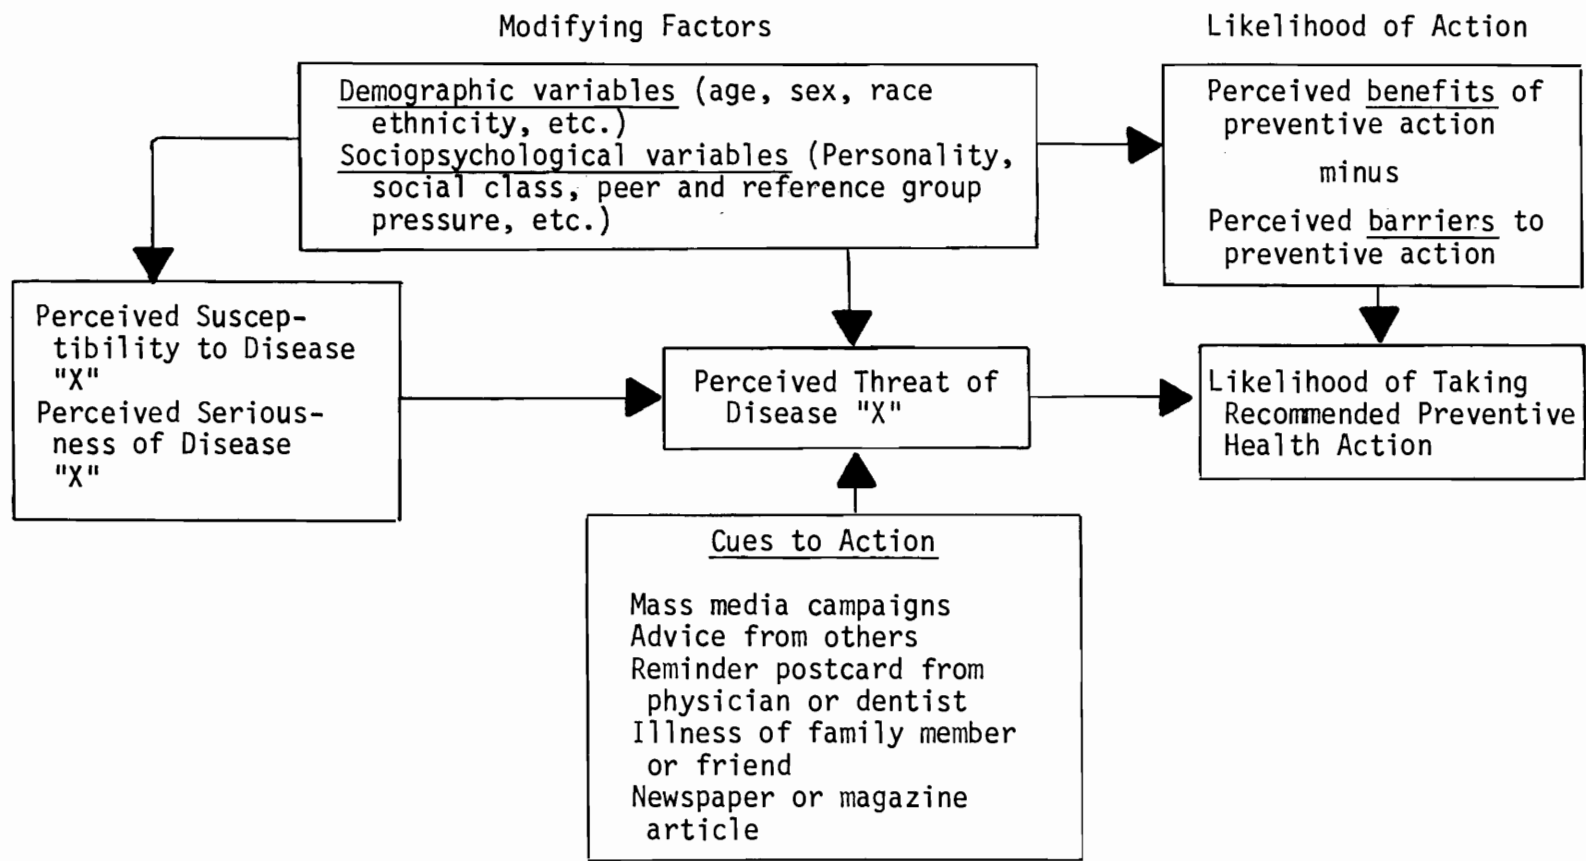 Modifying Factors
Likelihood of Action
Demographic variables (age, sex, race
ethnicity, etc.)
Sociopsychological variables (Personality,
social class, peer and reference group
pressure, etc.)
Perceived benefits of
preventive action
minus
Perceived barriers to
preventive action
Perceived Suscep-
tibility to Disease
"X"
Perceived Serious-
ness of Disease
"X"
Perceived Threat of
Disease "X"
Likelihood of Taking
Recommended Preventive
Health Action
Cues to Action
Mass media campaigns
Advice from others
Reminder postcard from
physician or dentist
Illness of family member
or friend
Newspaper or magazine
article